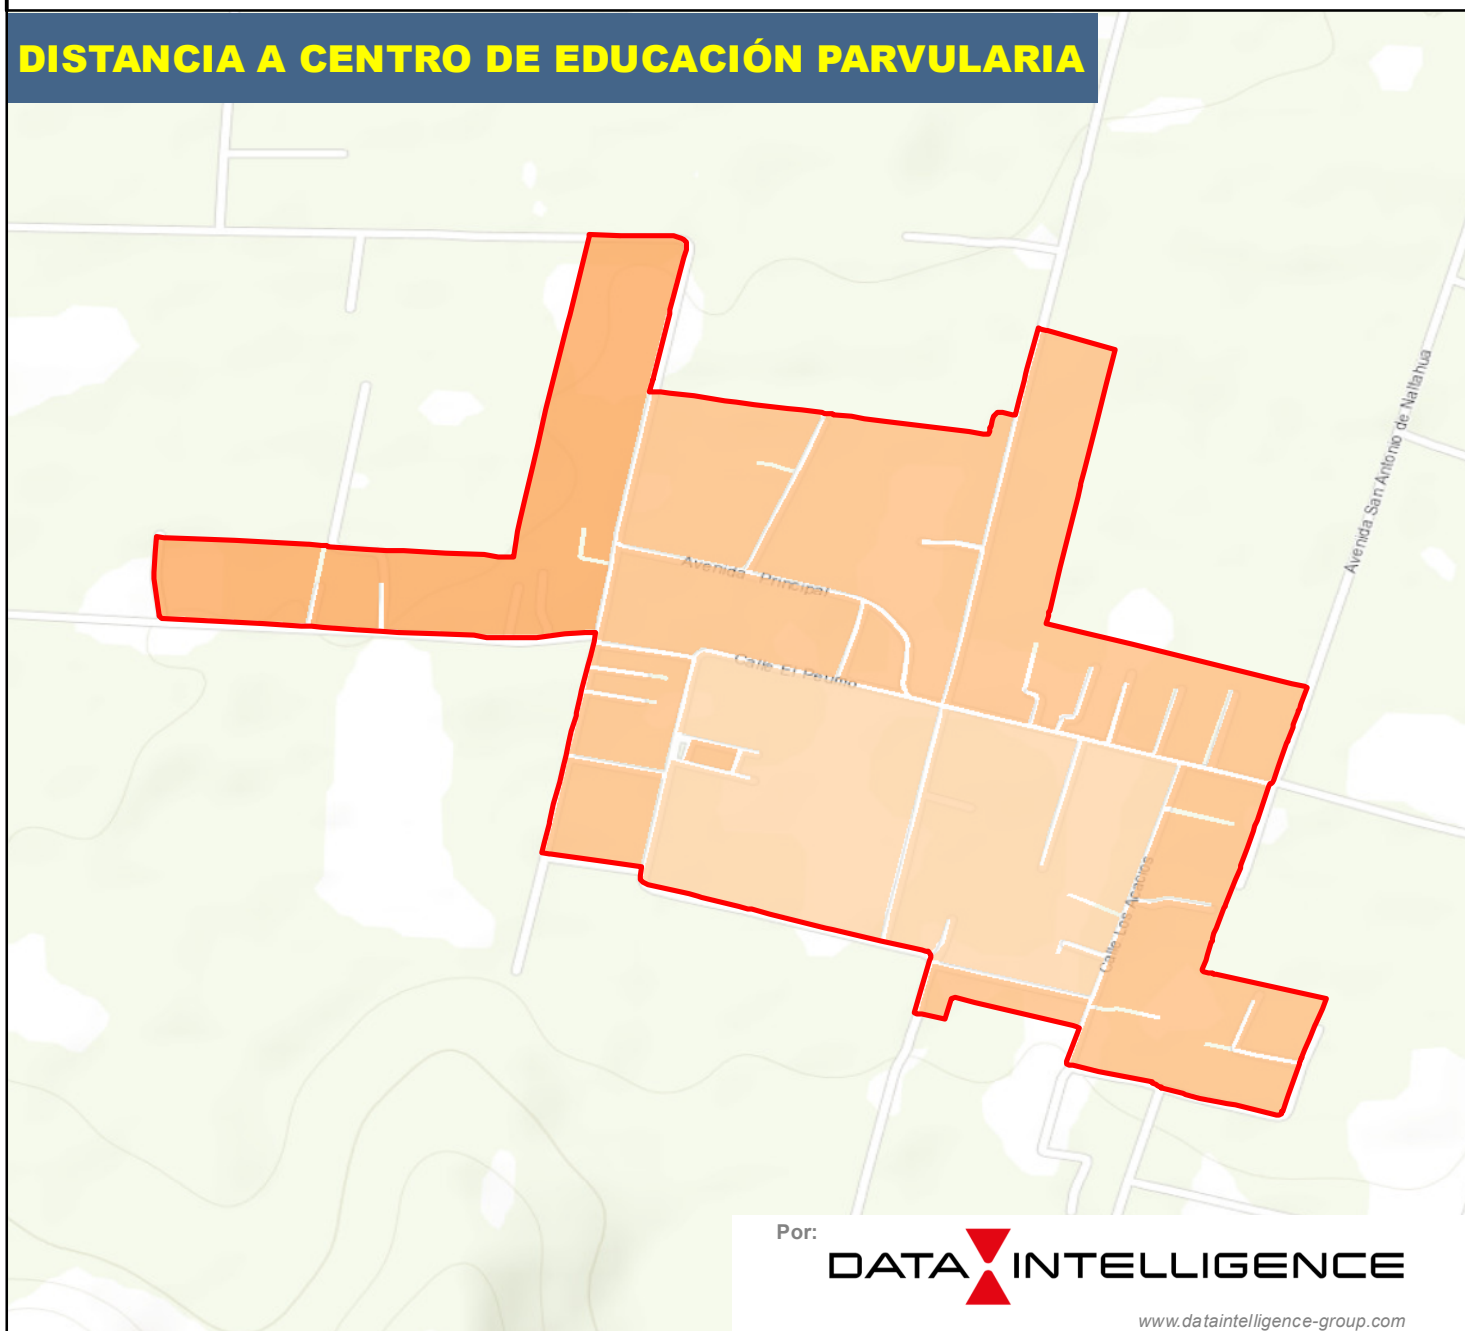 DISTANCIA A CENTRO DE EDUCACIÓN PARVULARIA
Avenida San Antonio de Naltahua
Avenida Principal
Calle El Peumo
Calle Los Acacios
Por:
DATA INTELLIGENCE
www.dataintelligence-group.com